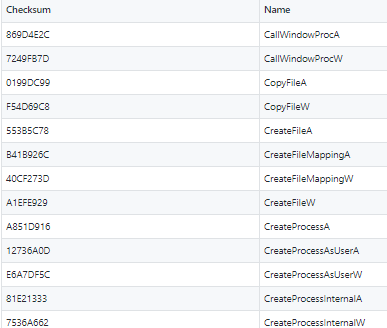 Checksum Name
869D4E2C CallWindowProcA
7249FB7D CallWindowProcW
0199DC99 CopyFileA
F54D69C8 CopyFileW
553B5C78 CreateFileA
B41B926C CreateFileMappingA
40CF273D CreateFileMappingW
A1EFE929 CreateFileW
A851D916 CreateProcessA
12736A0D CreateProcessAsUserA
E6A7DF5C CreateProcessAsUserW
81E21333 CreateProcessInternalA
7536A662 CreateProcessInternalW